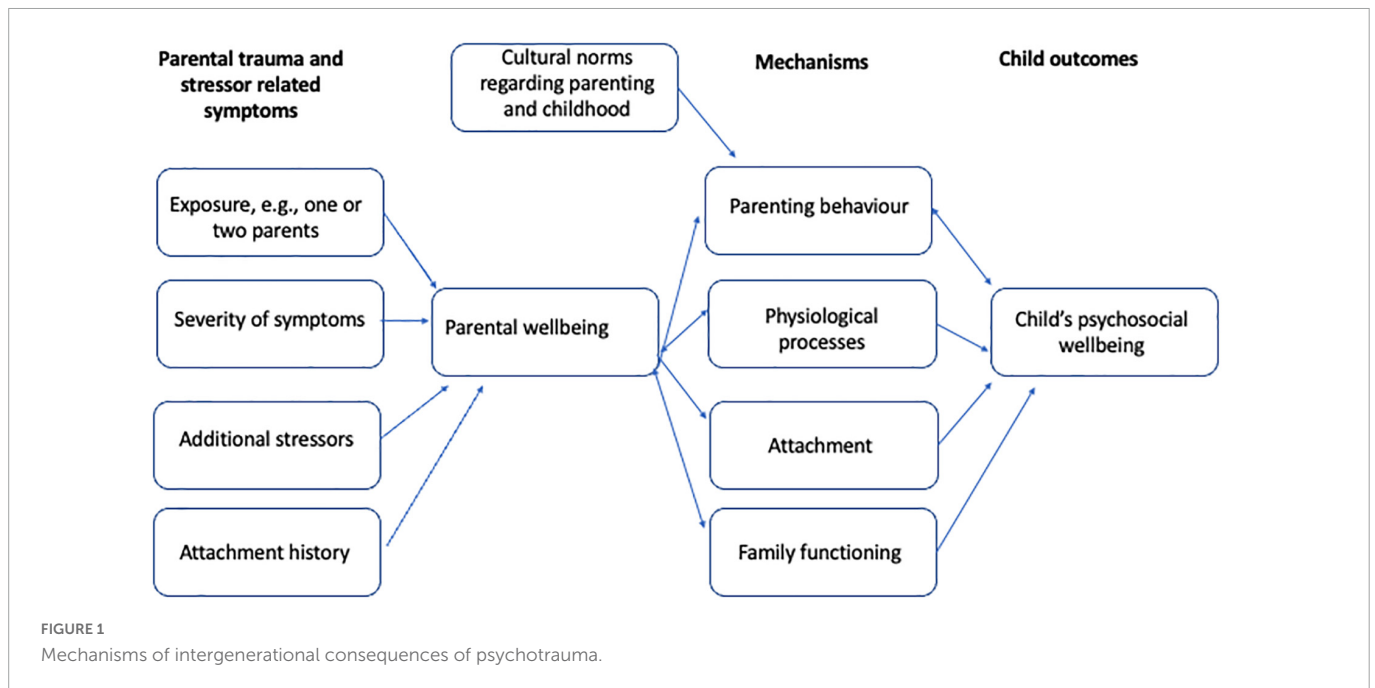 Parental trauma and
stressor related
symptoms
Cultural norms
regarding parenting
and childhood
Mechanisms
Child outcomes
Exposure, e.g., one or
two parents
Severity of symptoms
Additional stressors
Attachment history
Parental wellbeing
Parenting behaviour
Physiological
processes
Attachment
Family functioning
Child's psychosocial
wellbeing
FIGURE 1
Mechanisms of intergenerational consequences of psychotrauma.